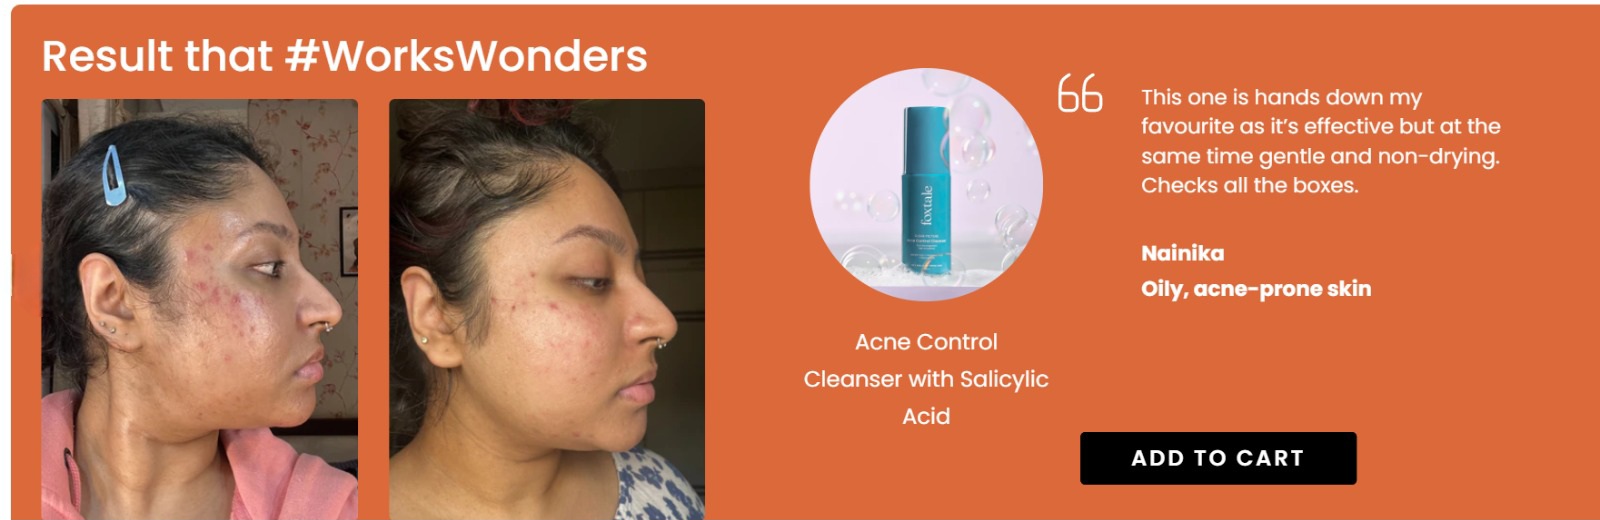 Result that #WorksWonders
foxtale
Acne Control
Cleanser with Salicylic
Acid
This one is hands down my
favourite as it's effective but at the
same time gentle and non-drying.
Checks all the boxes.
Nainika
Oily, acne-prone skin
ADD TO CART